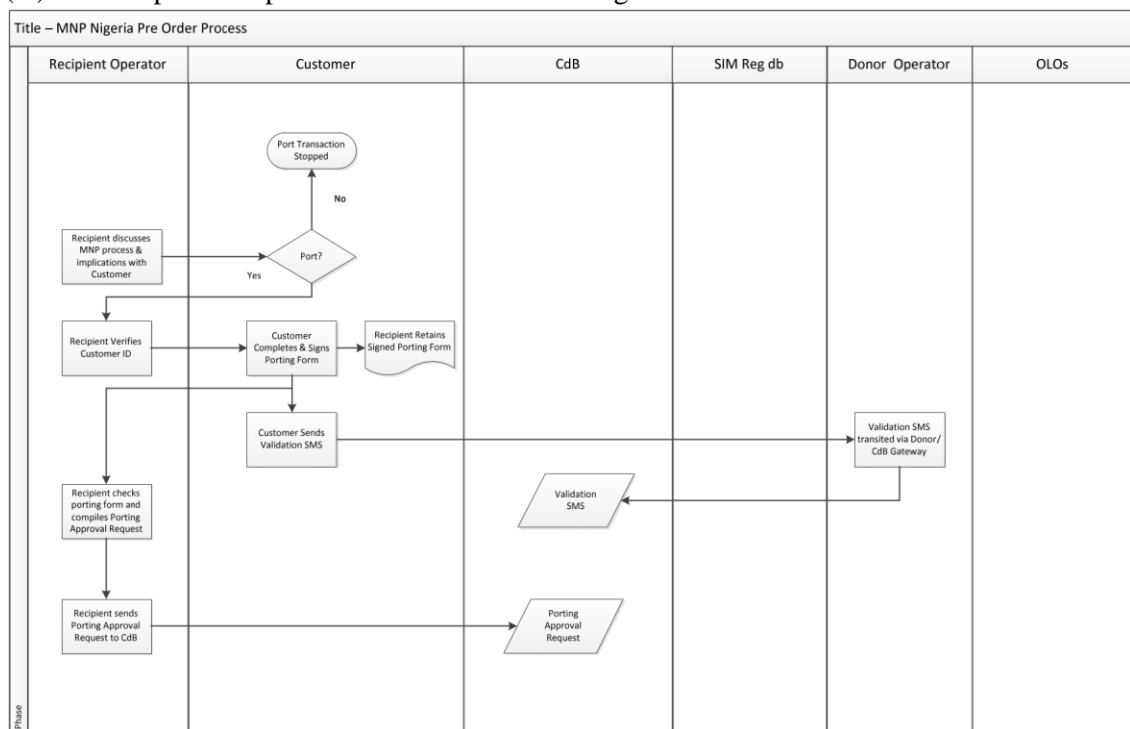 Title – MNP Nigeria Pre Order Process
Recipient Operator
Customer
CdB
SIM Reg db
Donor Operator
OLOs
Port Transaction
Stopped
No
Recipient discusses
MNP process &
implications with
Customer
Port?
Yes
Recipient Verifies
Customer ID
Customer
Completes & Signs
Porting Form
Recipient Retains
Signed Porting Form
Customer Sends
Validation SMS
Validation SMS
transited via Donor/
CdB Gateway
Recipient checks
porting form and
compiles Porting
Approval Request
Validation
SMS
Recipient sends
Porting Approval
Request to CdB
Porting
Approval
Request
Phase